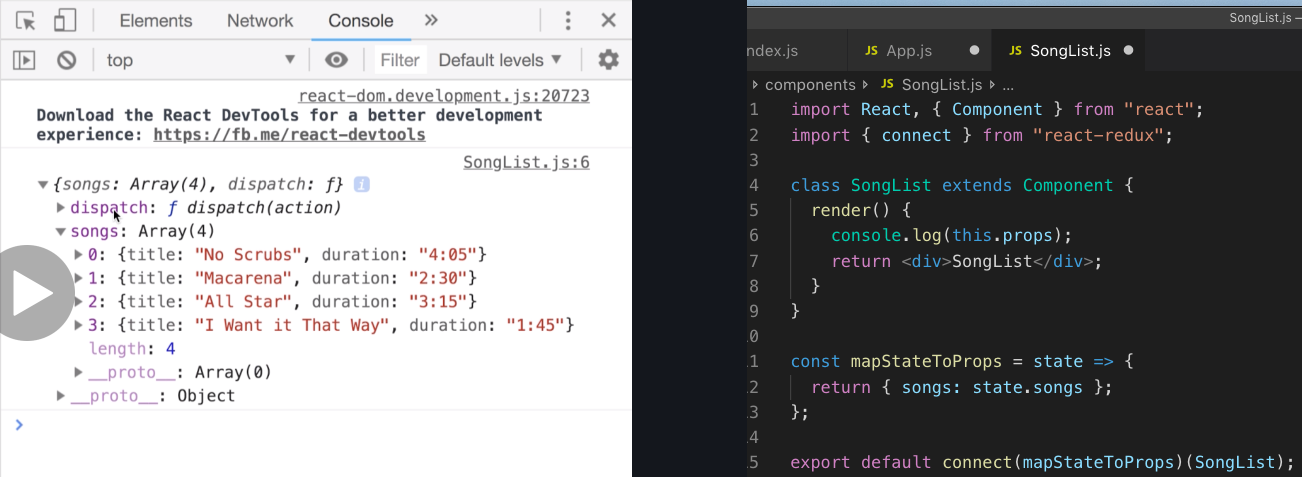 Elements Network Console »
top ▼ Filter Default levels ▼
react-dom.development.js:20723
Download the React DevTools for a better development
experience: https://fb.me/react-devtools
SongList.js:6
▼{songs: Array(4), dispatch: ƒ} i
▶dispatch: ƒ dispatch(action)
▼songs: Array(4)
▶0: {title: "No Scrubs", duration: "4:05"}
▶1: {title: "Macarena", duration: "2:30"}
▶2: {title: "All Star", duration: "3:15"}
▶3: {title: "I Want it That Way", duration: "1:45"}
length: 4
▶__proto__: Array(0)
▶__proto__: Object
SongList.js —
ndex.js JS App.js ● JS SongList.js ●
components JS SongList.js ...
1 import React, { Component } from "react";
2 import { connect } from "react-redux";
3
4 class SongList extends Component {
5 render() {
6 console.log(this.props);
7 return <div>SongList</div>;
8 }
9 }
0
1 const mapStateToProps = state => {
2 return { songs: state.songs };
3 };
4
5 export default connect(mapStateToProps)(SongList);